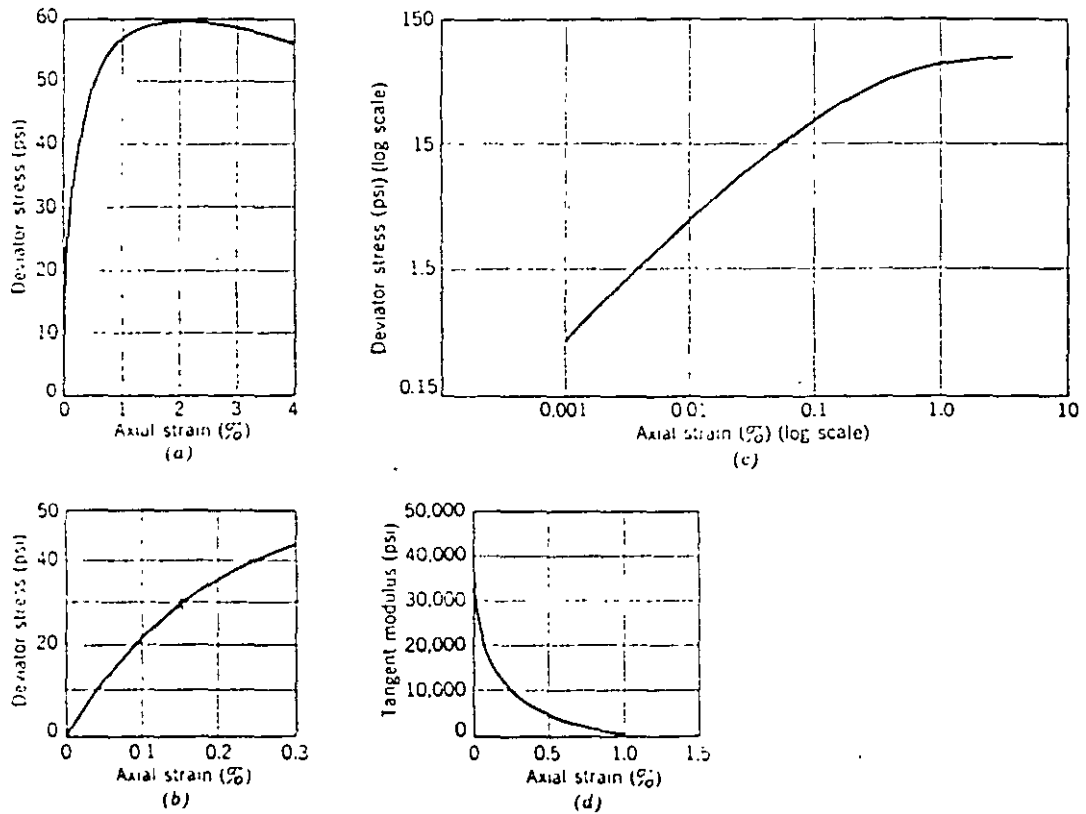 60
50
40
30
20
10
0
Deviator stress (psi)
0 1 2 3 4
Axial strain (%)
(a)
150
15
1.5
0.15
Deviator stress (psi) (log scale)
0.001 0.01 0.1 1.0 10
Axial strain (%) (log scale)
(c)
50
40
20
0
Deviator stress (psi)
0 0.1 0.2 0.3
Axial strain (%)
(b)
50,000
40,000
30,000
20,000
10,000
0
Tangent modulus (psi)
0 0.5 1.0 1.5
Axial strain (%)
(d)